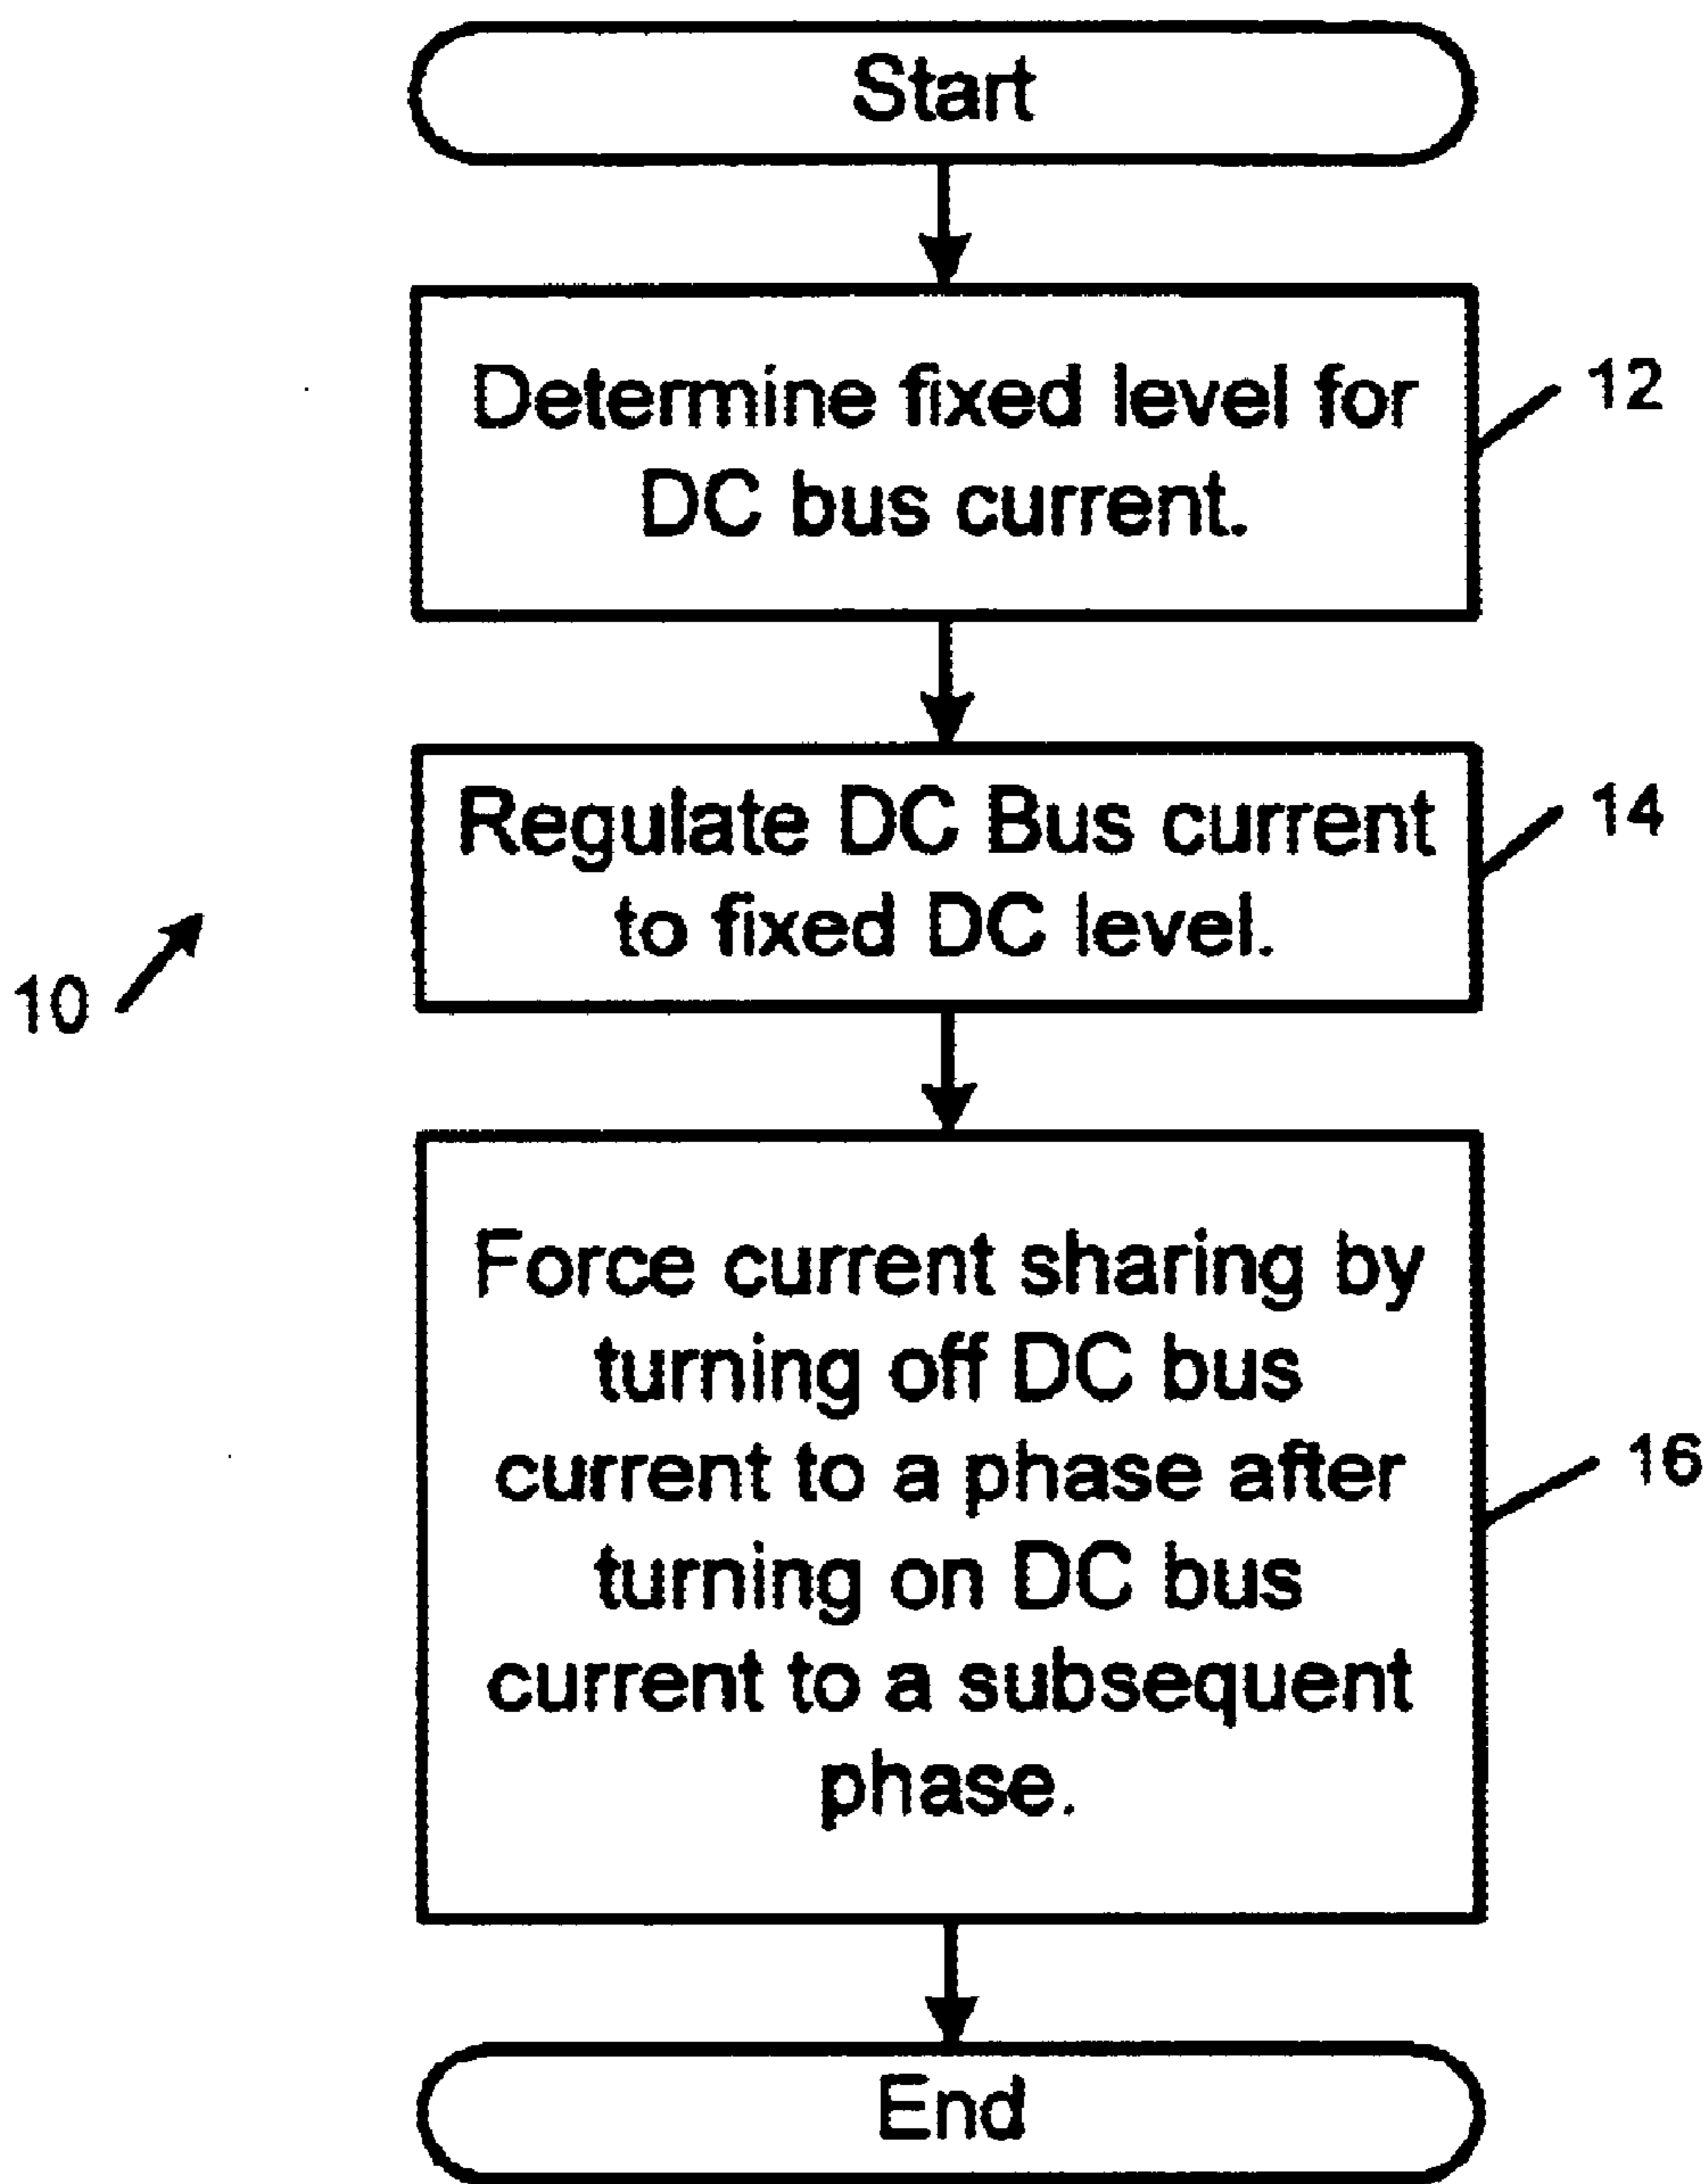 Start
Determine fixed level for
DC bus current.
12
Regulate DC Bus current
to fixed DC level.
14
10
Force current sharing by
turning off DC bus
current to a phase after
turning on DC bus
current to a subsequent
phase.
16
End